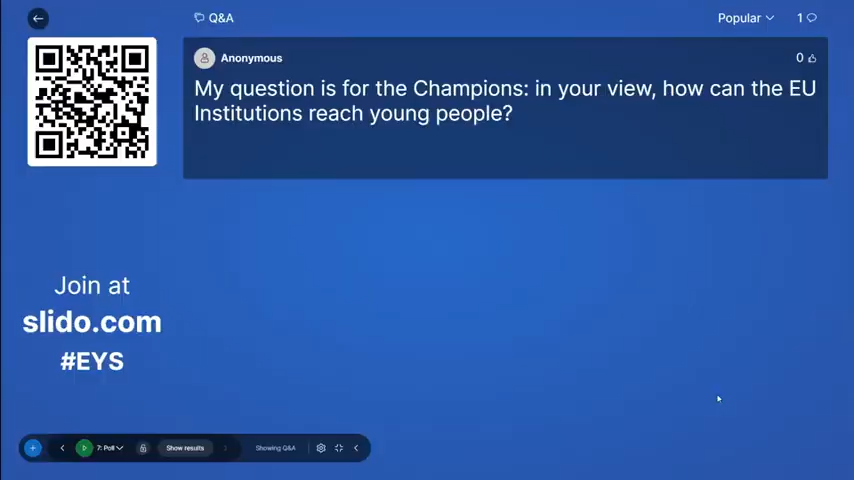 Q&A
Popular
1
Anonymous
0
My question is for the Champions: in your view, how can the EU
Institutions reach young people?
Join at
slido.com
#EYS
7: Poll
Show results
Showing Q&A